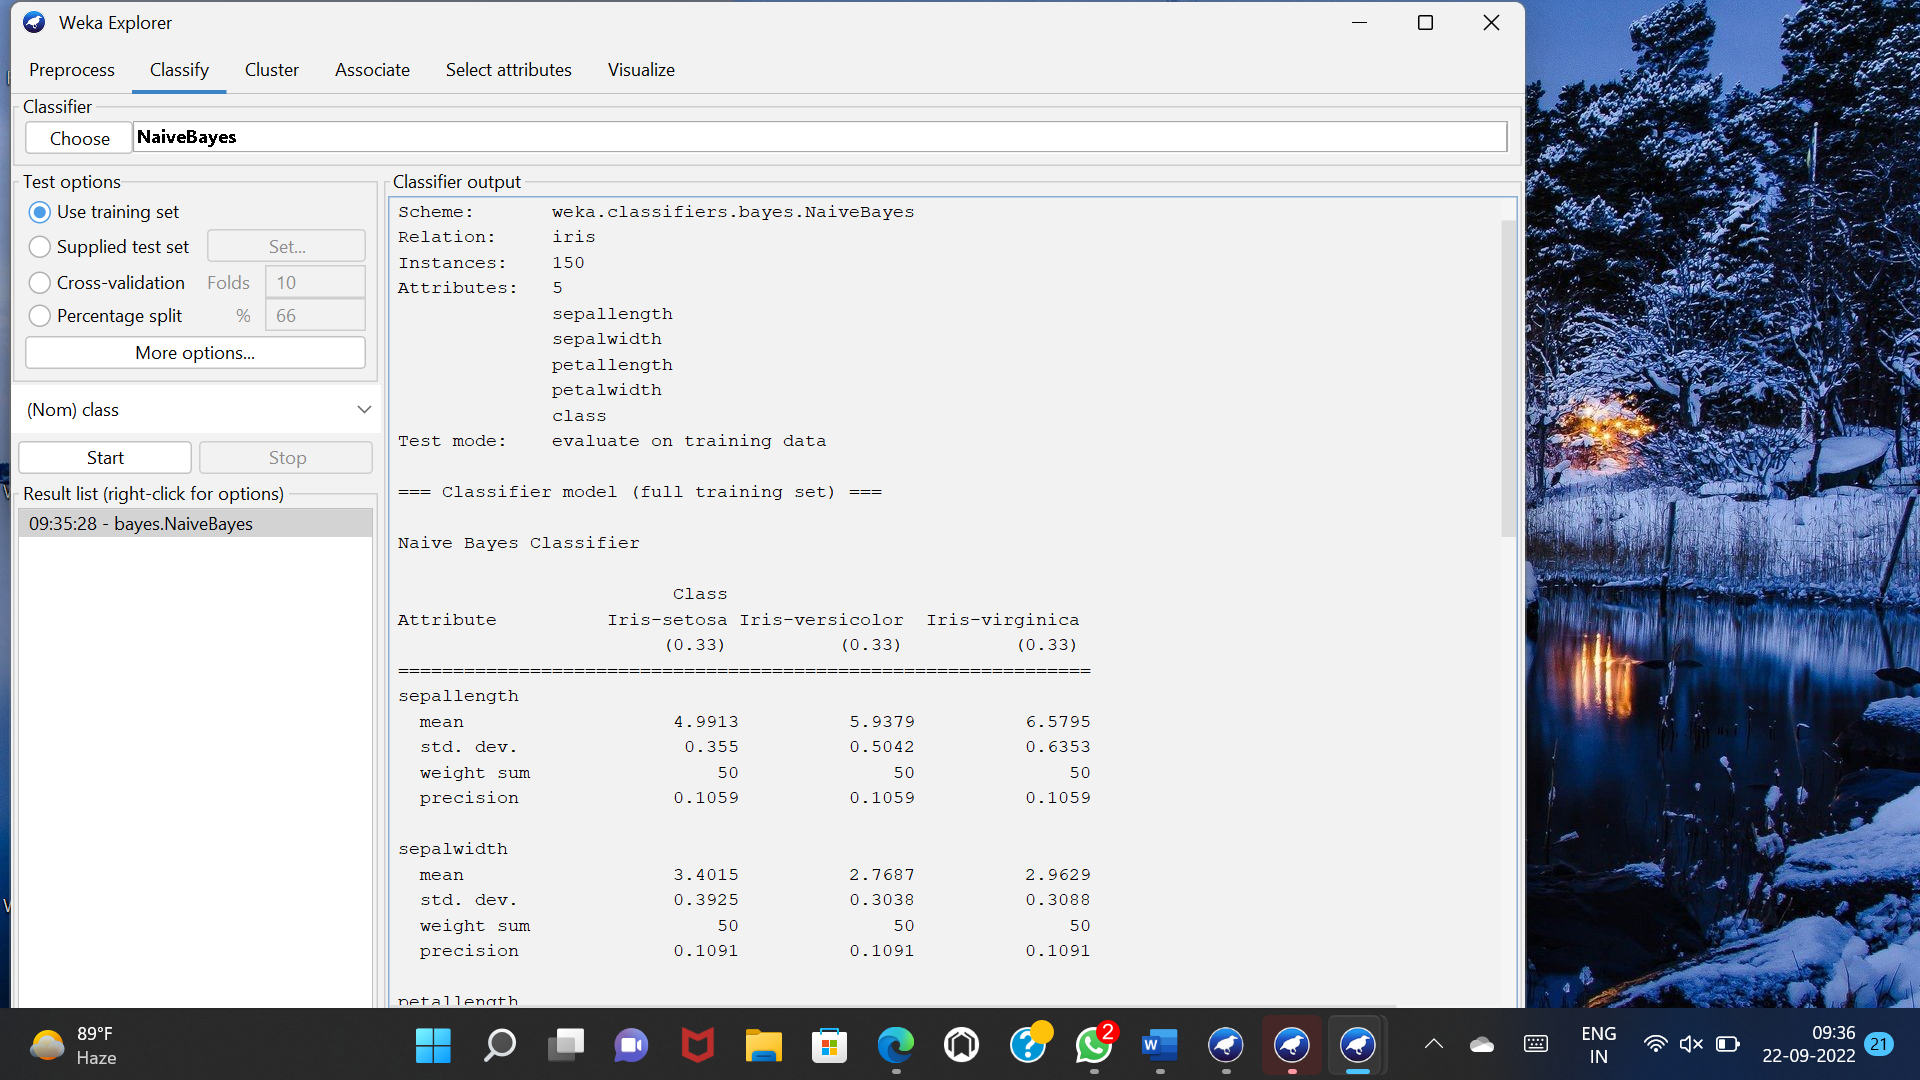 Weka Explorer
Preprocess Classify Cluster Associate Select attributes Visualize
Classifier
Choose NaiveBayes
Test options
Use training set
Supplied test set Set...
Cross-validation Folds 10
Percentage split % 66
More options...
(Nom) class
Start Stop
Result list (right-click for options)
09:35:28 - bayes.NaiveBayes
Classifier output
Scheme: weka.classifiers.bayes.NaiveBayes
Relation: iris
Instances: 150
Attributes: 5
sepallength
sepalwidth
petallength
petalwidth
class
Test mode: evaluate on training data
=== Classifier model (full training set) ===
Naive Bayes Classifier
Class
Attribute Iris-setosa Iris-versicolor Iris-virginica
(0.33) (0.33) (0.33)
===============================================================
sepallength
mean 4.9913 5.9379 6.5795
std. dev. 0.355 0.5042 0.6353
weight sum 50 50 50
precision 0.1059 0.1059 0.1059
sepalwidth
mean 3.4015 2.7687 2.9629
std. dev. 0.3925 0.3038 0.3088
weight sum 50 50 50
precision 0.1091 0.1091 0.1091
petallength
89°F
Haze
2
W
ENG
IN
09:36
22-09-2022
21